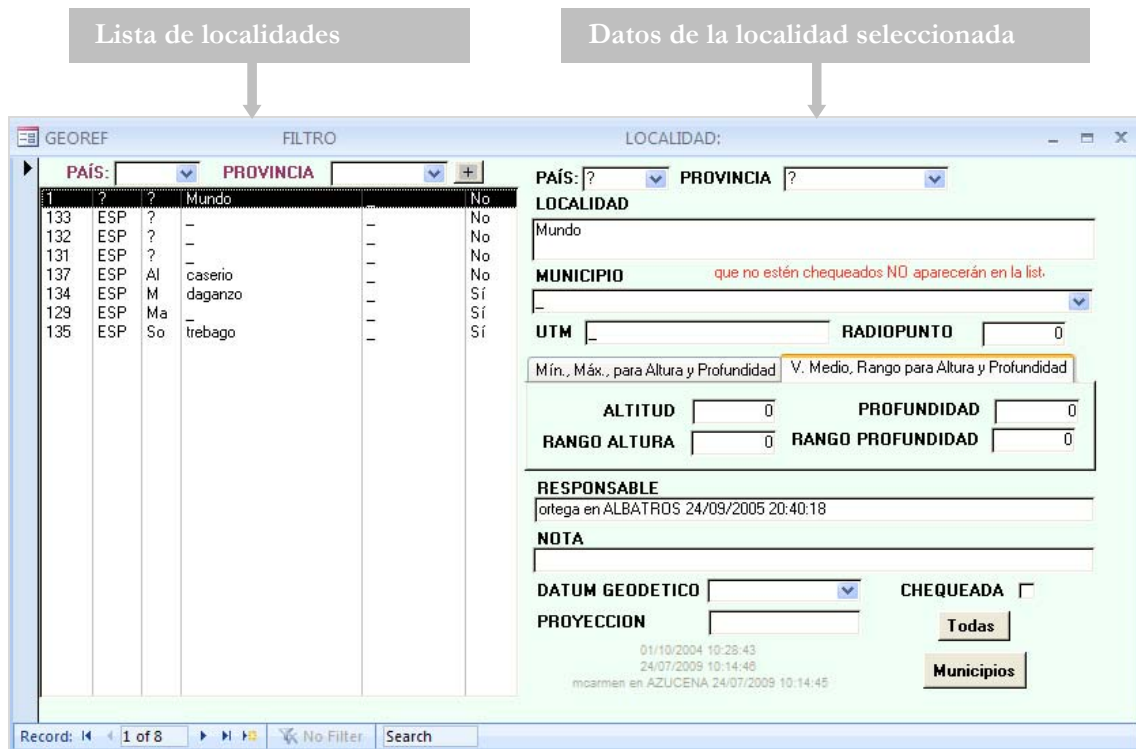 Lista de localidades
Datos de la localidad seleccionada
GEOREF FILTRO LOCALIDAD:
PAÍS: PROVINCIA +
1 ? ? Mundo _ No
133 ESP ? _ _ No
132 ESP ? _ _ No
131 ESP ? _ _ No
137 ESP Al caserio _ No
134 ESP M daganzo _ Sí
129 ESP Ma _ _ Sí
135 ESP So trebago _ Sí
PAÍS: ? PROVINCIA ?
LOCALIDAD
Mundo
MUNICIPIO que no estén chequeados NO aparecerán en la list
_
UTM _ RADIOPUNTO 0
Mín., Máx., para Altura y Profundidad V. Medio, Rango para Altura y Profundidad
ALTITUD 0 PROFUNDIDAD 0
RANGO ALTURA 0 RANGO PROFUNDIDAD 0
RESPONSABLE
ortega en ALBATROS 24/09/2005 20:40:18
NOTA
DATUM GEODETICO CHEQUEADA
PROYECCION Todas
01/10/2004 10:28:43
24/07/2009 10:14:46
mcarmen en AZUCENA 24/07/2009 10:14:45
Municipios
Record: 1 of 8 No Filter Search